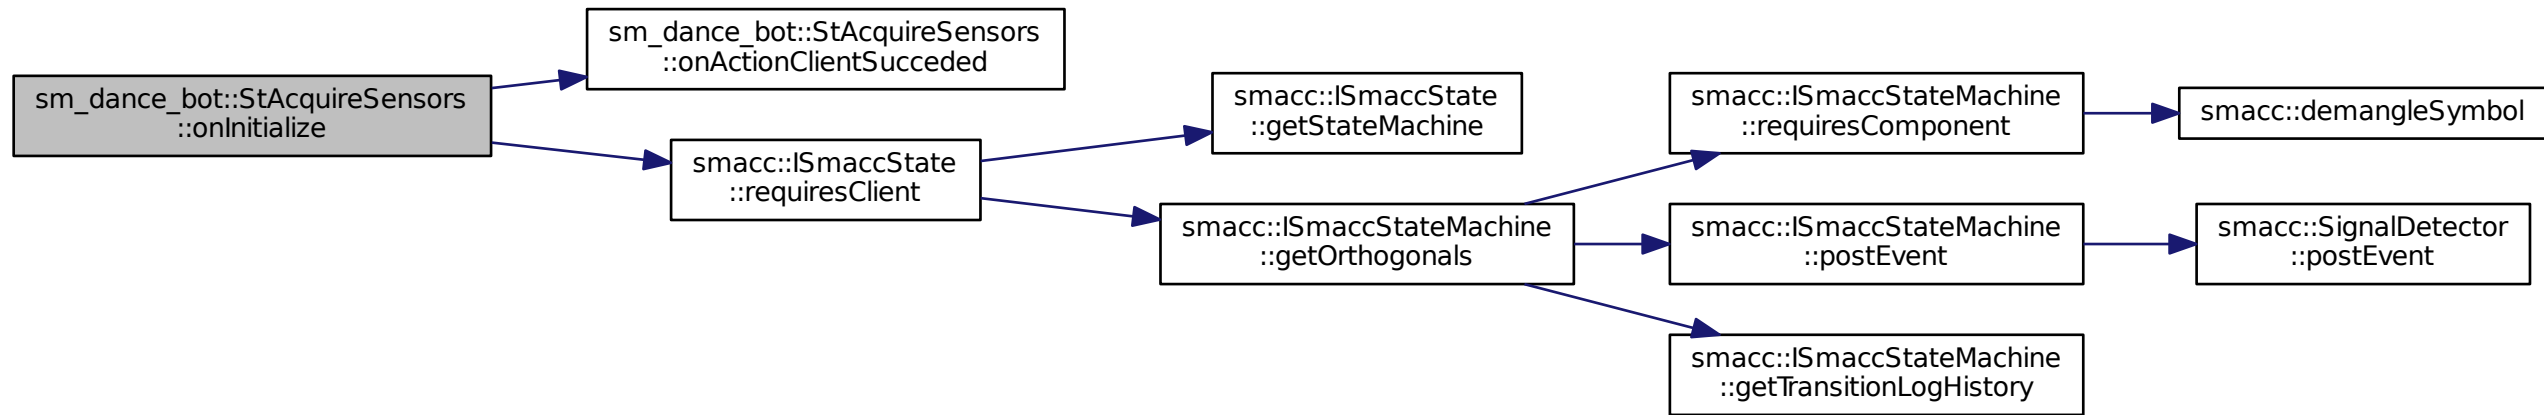 sm_dance_bot::StAcquireSensors
::onInitialize
sm_dance_bot::StAcquireSensors
::onActionClientSucceded
smacc::ISmaccState
::requiresClient
smacc::ISmaccState
::getStateMachine
smacc::ISmaccStateMachine
::getOrthogonals
smacc::ISmaccStateMachine
::requiresComponent
smacc::demangleSymbol
smacc::ISmaccStateMachine
::postEvent
smacc::SignalDetector
::postEvent
smacc::ISmaccStateMachine
::getTransitionLogHistory